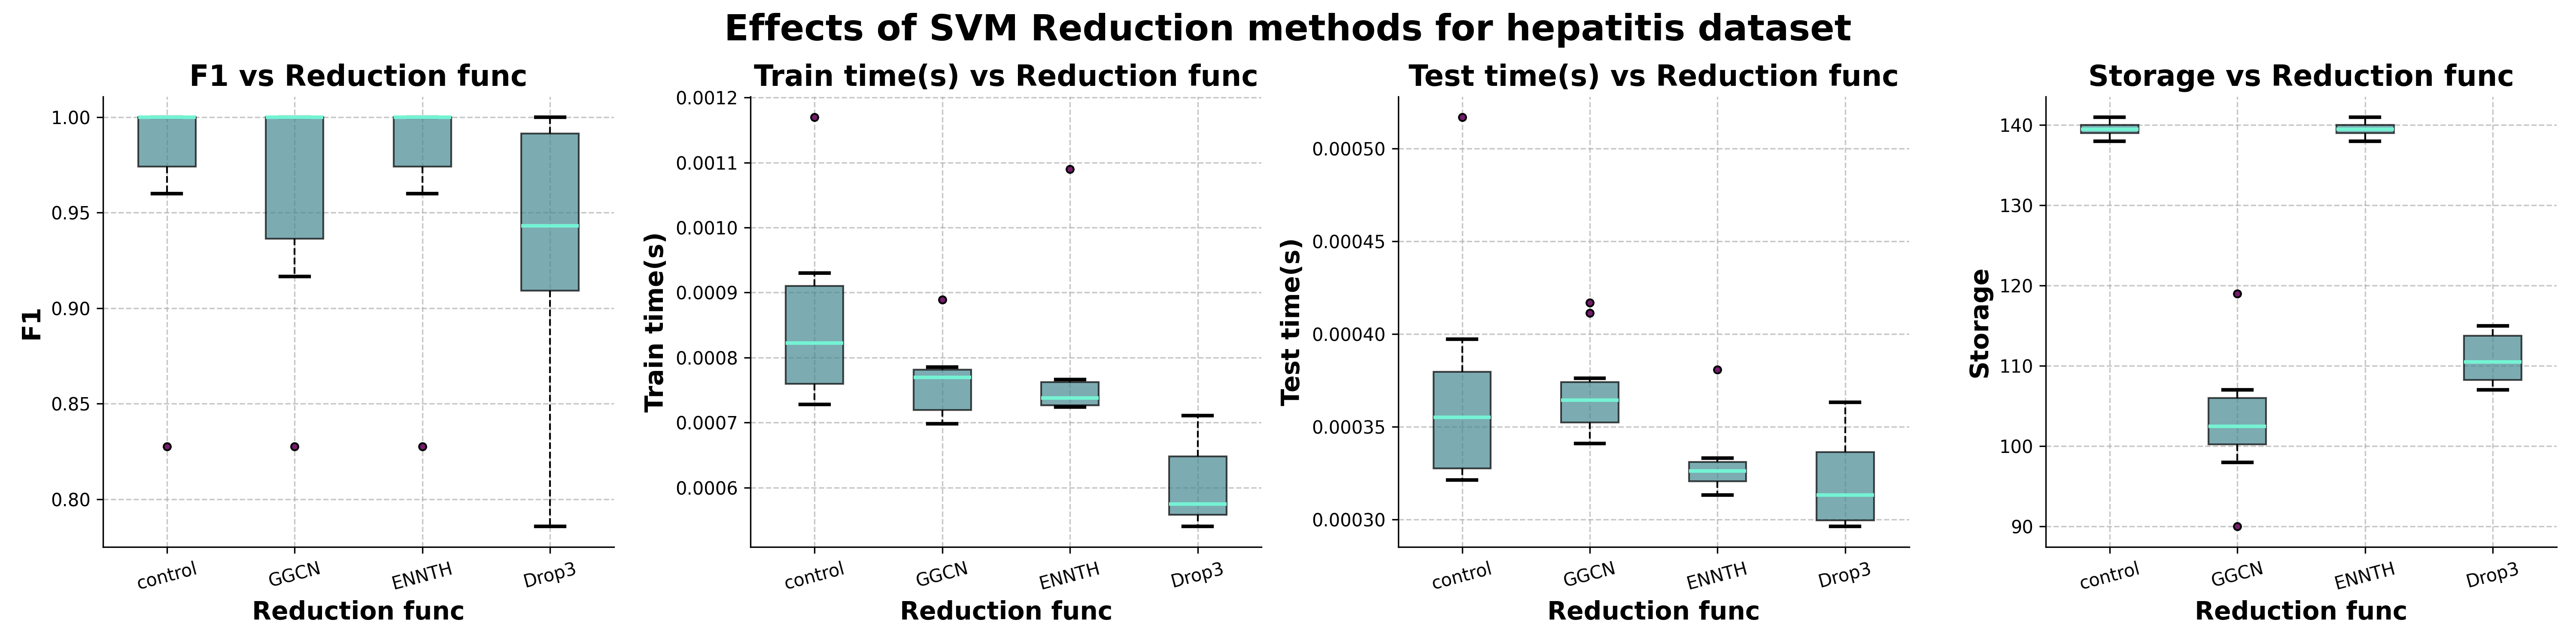 Effects of SVM Reduction methods for hepatitis dataset
F1 vs Reduction func
F1
1.00
0.95
0.90
0.85
0.80
control
GGCN
ENNTH
Drop3
Reduction func
Train time(s) vs Reduction func
Train time(s)
0.0012
0.0011
0.0010
0.0009
0.0008
0.0007
0.0006
control
GGCN
ENNTH
Drop3
Reduction func
Test time(s) vs Reduction func
Test time(s)
0.00050
0.00045
0.00040
0.00035
0.00030
control
GGCN
ENNTH
Drop3
Reduction func
Storage vs Reduction func
Storage
140
130
120
110
100
90
control
GGCN
ENNTH
Drop3
Reduction func